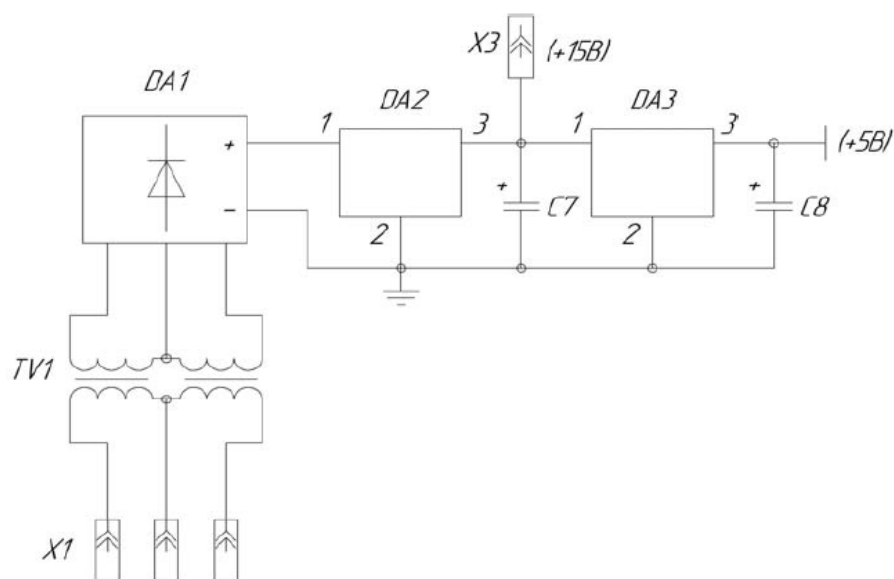 X3
(+15В)
DA1
DA2
DA3
1
3
1
3
(+5В)
+
−
+
C7
+
C8
2
2
TV1
X1